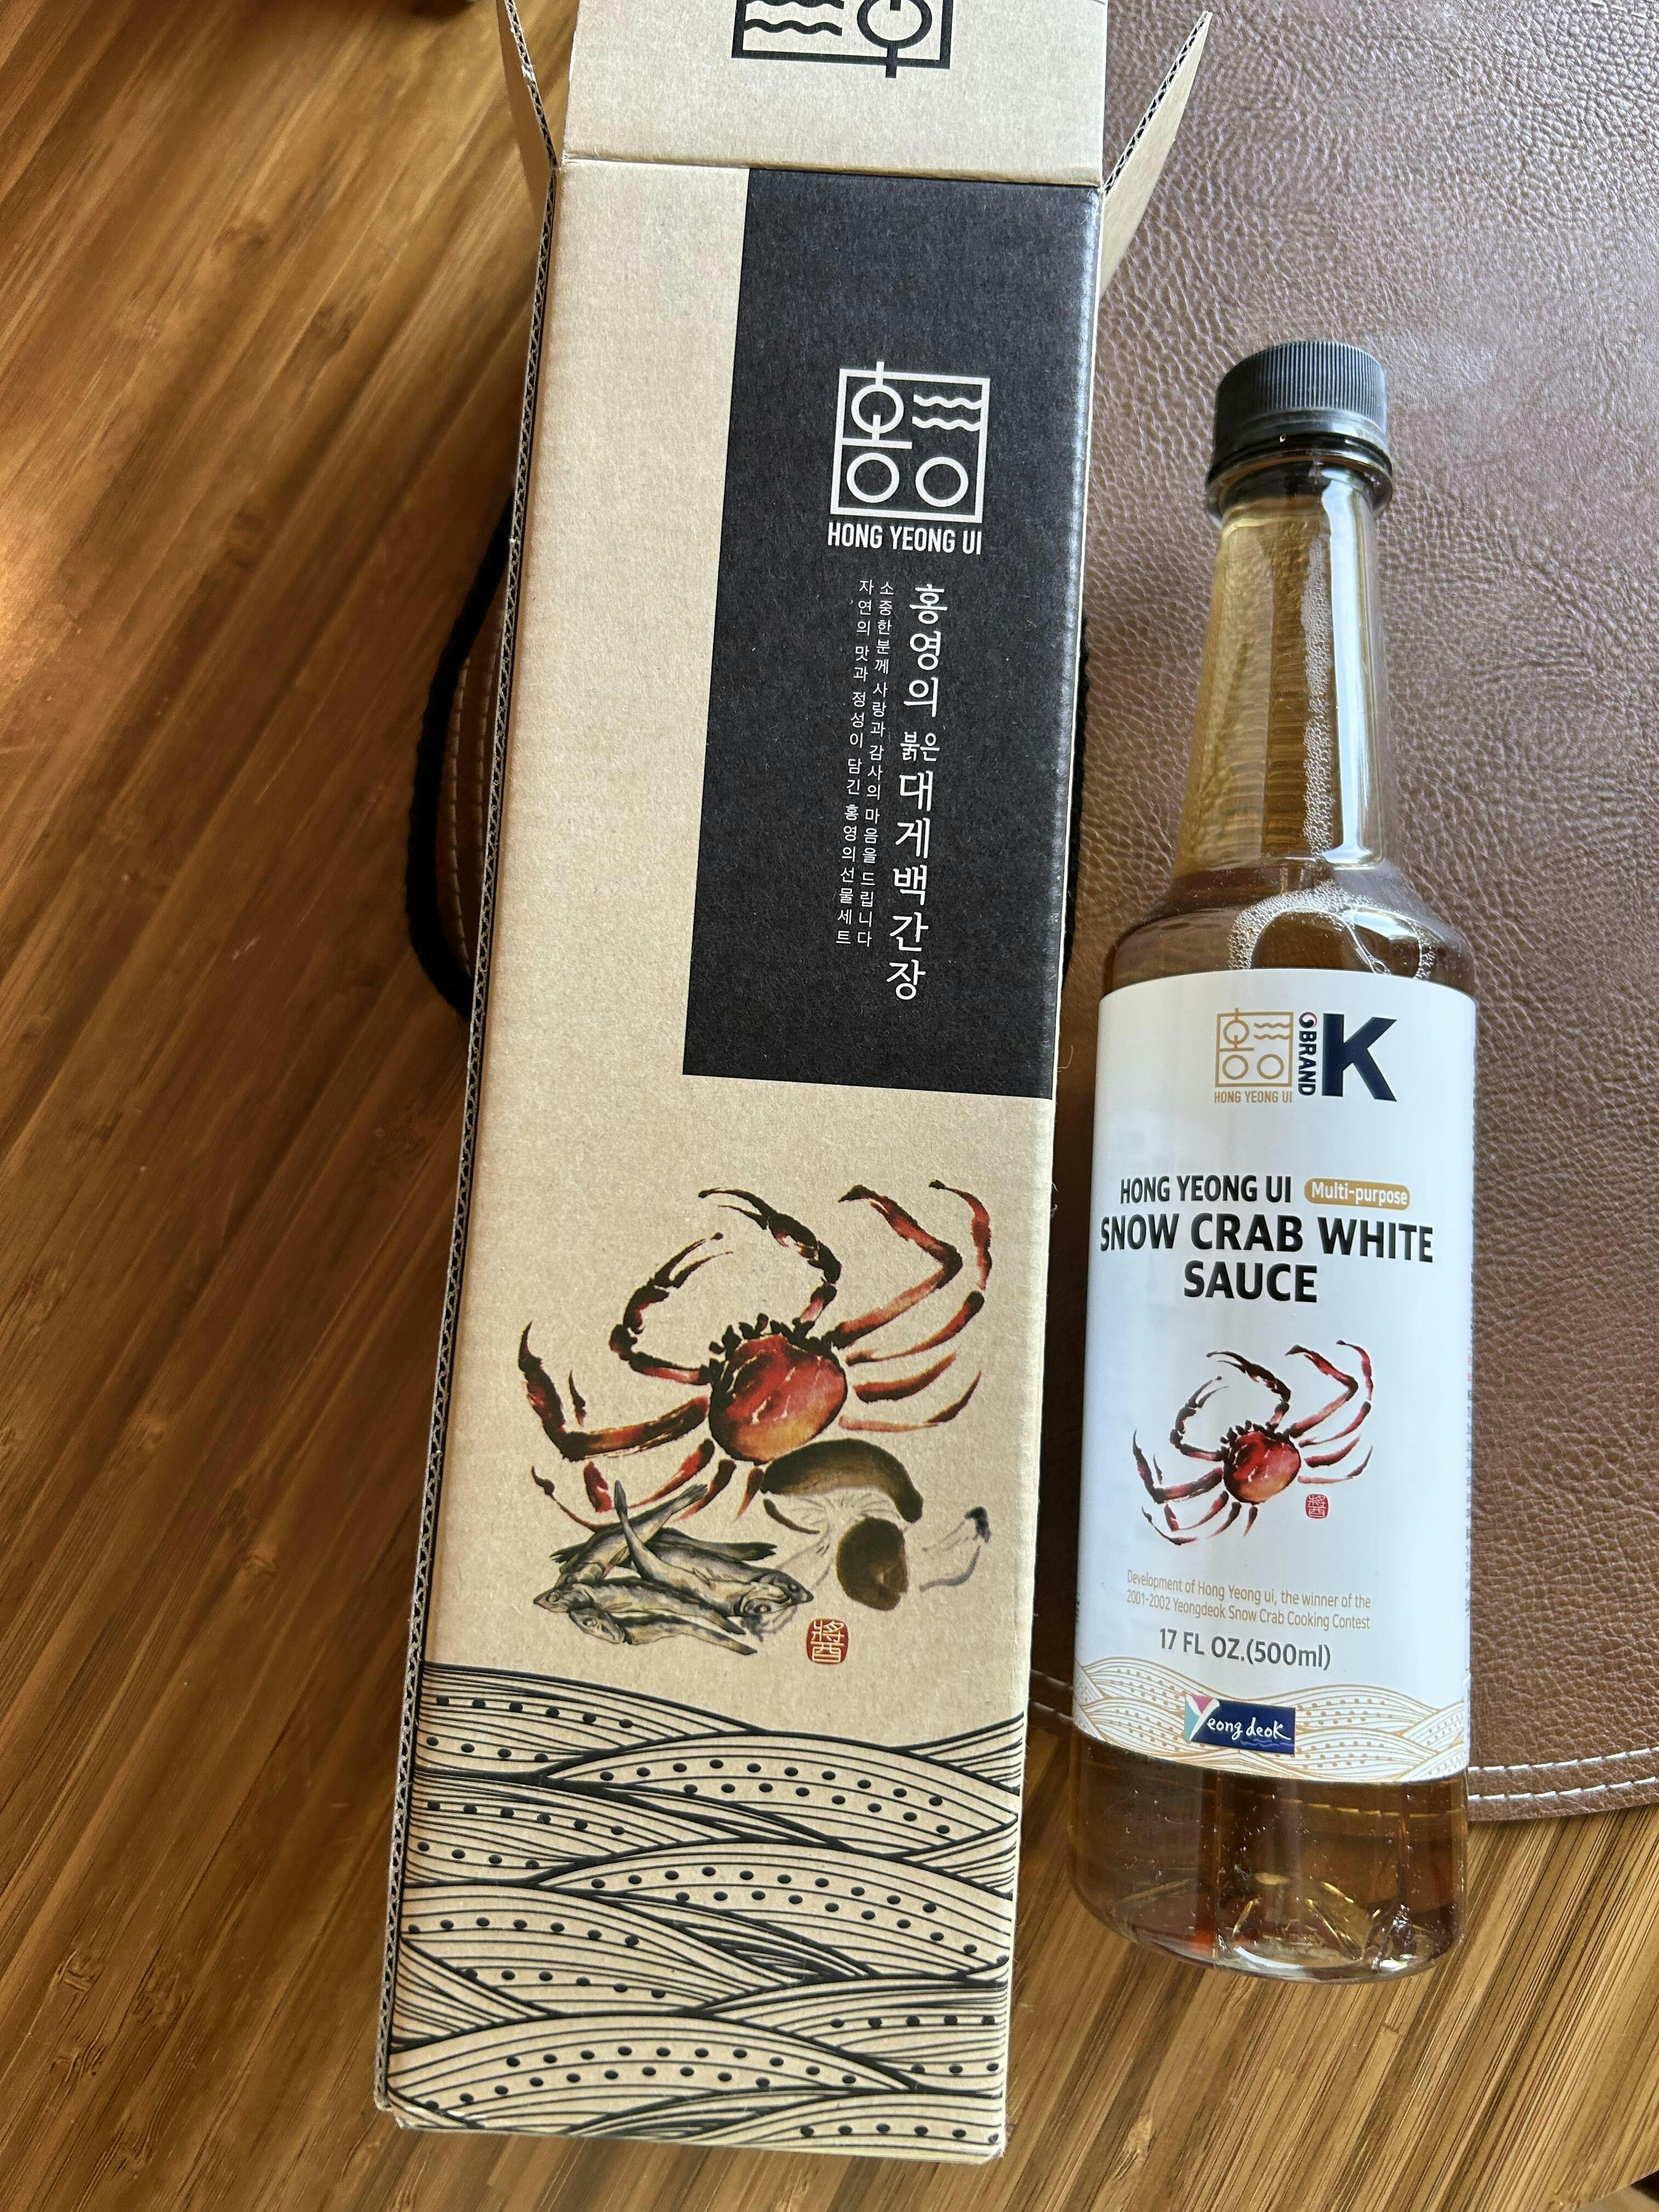 HONG YEONG UI
홍영의 붉은 대게백간장
소중한분께 사랑과 감사의 마음을 드립니다
자연의 맛과 정성이 담긴 홍영의선물세트
醬
HONG YEONG UI
BRAND K
HONG YEONG UI Multi-purpose
SNOW CRAB WHITE
SAUCE
醬
Development of Hong Yeong ui, the winner of the
2001-2002 Yeongdeok Snow Crab Cooking Contest
17 FL OZ.(500ml)
Yeong deok